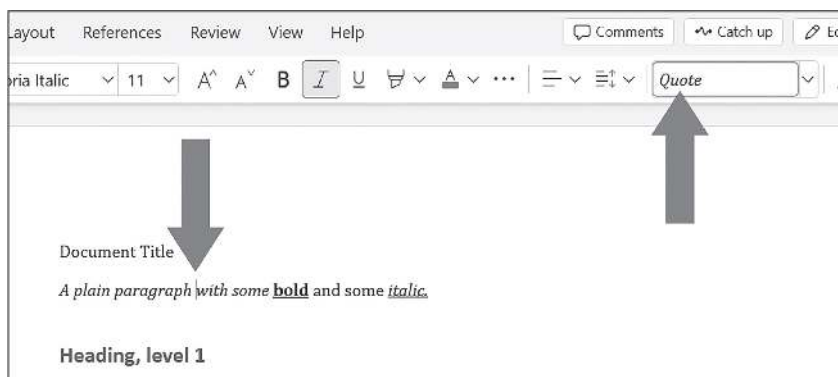 Layout References Review View Help Comments Catch up
ria Italic 11 A A B I U A Quote
Document Title
A plain paragraph with some bold and some italic.
Heading, level 1